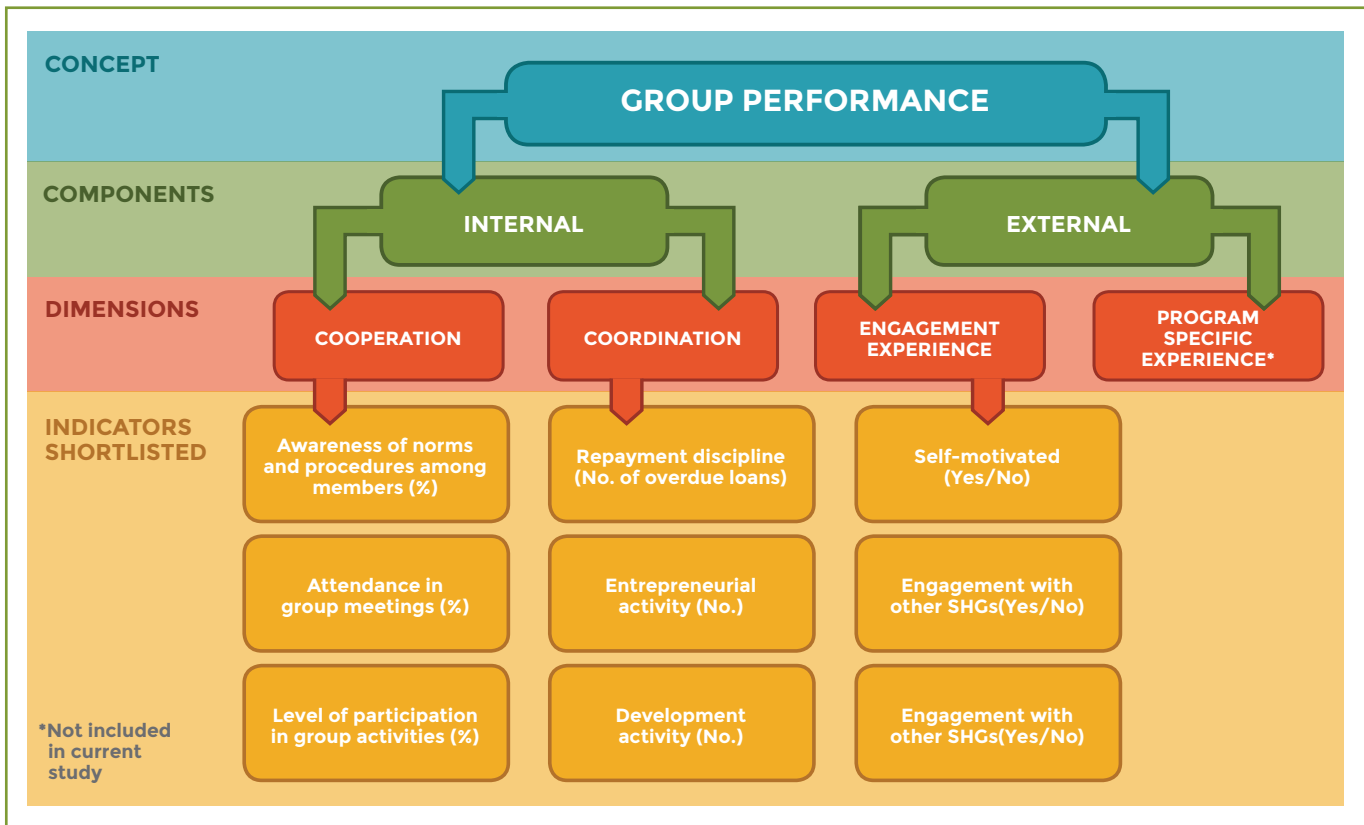 CONCEPT
GROUP PERFORMANCE
COMPONENTS
INTERNAL
EXTERNAL
DIMENSIONS
COOPERATION
COORDINATION
ENGAGEMENT
EXPERIENCE
PROGRAM
SPECIFIC
EXPERIENCE*
INDICATORS
SHORTLISTED
Awareness of norms
and procedures among
members (%)
Repayment discipline
(No. of overdue loans)
Self-motivated
(Yes/No)
Attendance in
group meetings (%)
Entrepreneurial
activity (No.)
Engagement with
other SHGs(Yes/No)
Level of participation
in group activities (%)
Development
activity (No.)
Engagement with
other SHGs(Yes/No)
*Not included
in current
study